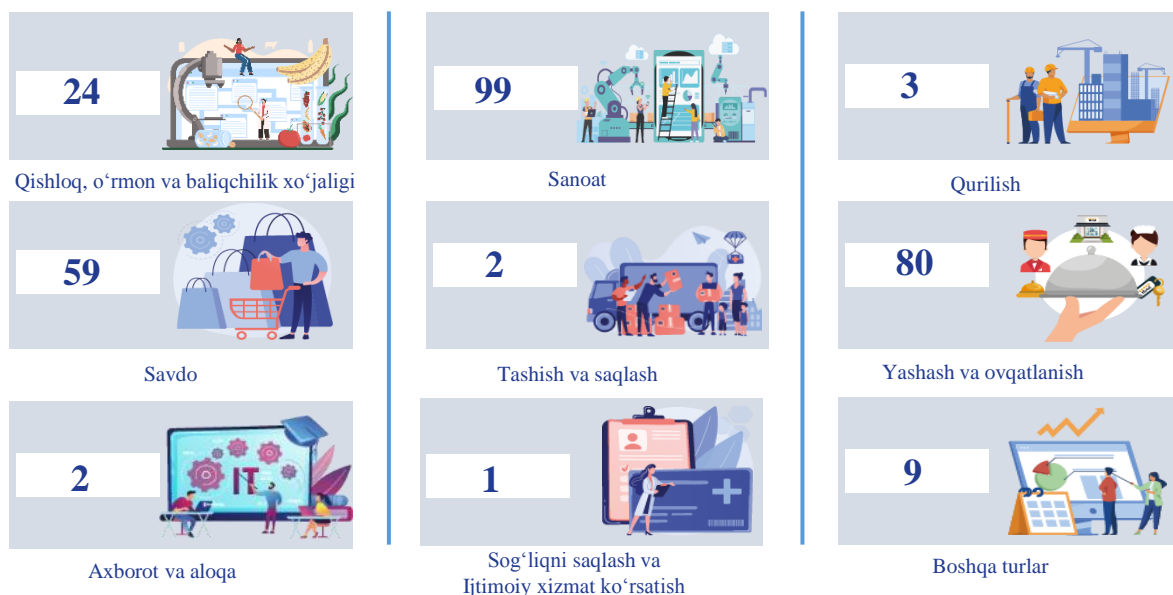 24
99
3
Qishloq, o‘rmon va baliqchilik xo‘jaligi
Sanoat
Qurilish
59
2
80
Savdo
Tashish va saqlash
Yashash va ovqatlanish
2
IT
1
9
Axborot va aloqa
Sog‘liqni saqlash va
Ijtimoiy xizmat ko‘rsatish
Boshqa turlar